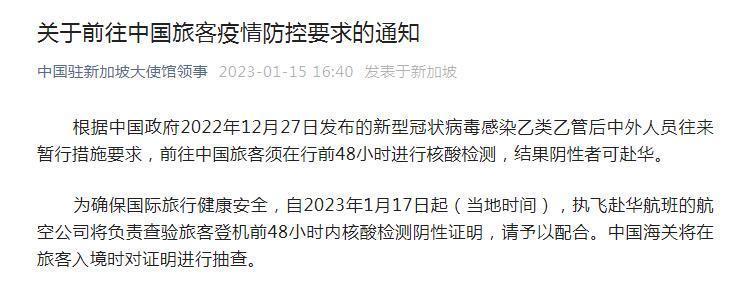 关于前往中国旅客疫情防控要求的通知
中国驻新加坡大使馆领事 2023-01-15 16:40 发表于新加坡
根据中国政府2022年12月27日发布的新型冠状病毒感染乙类乙管后中外人员往来
暂行措施要求，前往中国旅客须在行前48小时进行核酸检测，结果阴性者可赴华。
为确保国际旅行健康安全，自2023年1月17日起（当地时间），执飞赴华航班的航
空公司将负责查验旅客登机前48小时内核酸检测阴性证明，请予以配合。中国海关将在
旅客入境时对证明进行抽查。